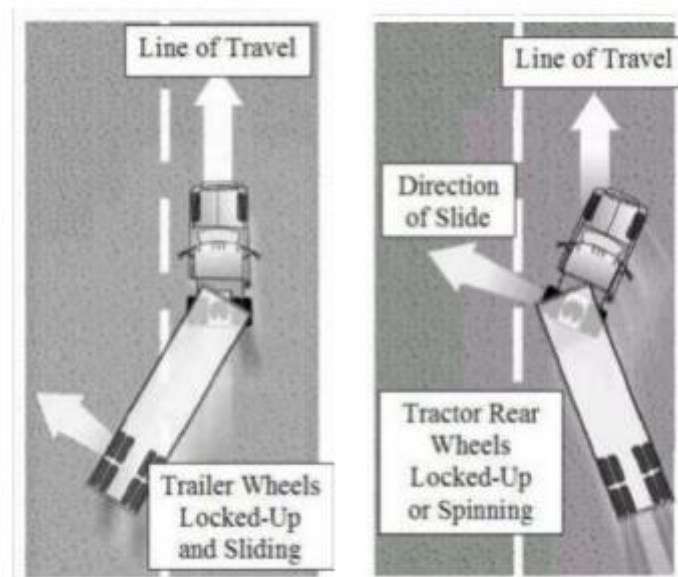 Line of Travel
Trailer Wheels
Locked-Up
and Sliding
Line of Travel
Direction
of Slide
Tractor Rear
Wheels
Locked-Up
or Spinning